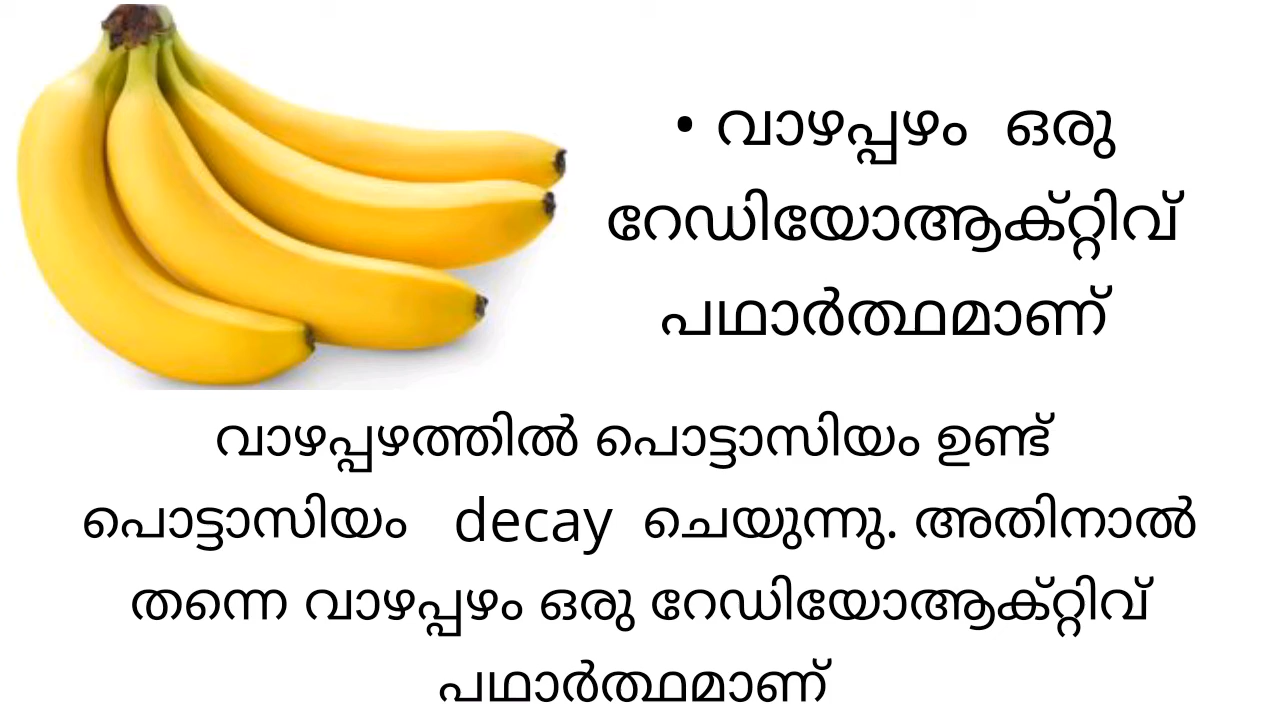 • വാഴപ്പഴം ഒരു
റേഡിയോആക്റ്റിവ്
പഥാർത്ഥമാണ്
വാഴപ്പഴത്തിൽ പൊട്ടാസിയം ഉണ്ട്
പൊട്ടാസിയം decay ചെയുന്നു. അതിനാൽ
തന്നെ വാഴപ്പഴം ഒരു റേഡിയോആക്റ്റിവ്
പഥാർത്ഥമാണ്